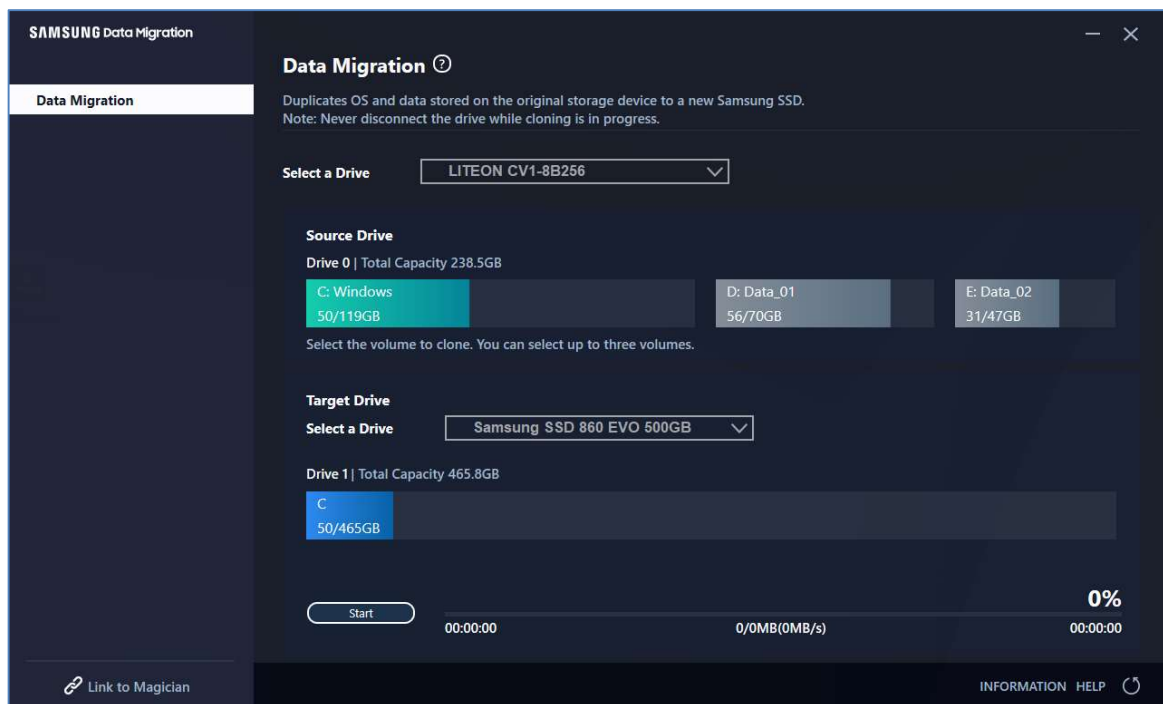 SAMSUNG Data Migration
Data Migration
Data Migration ?
Duplicates OS and data stored on the original storage device to a new Samsung SSD.
Note: Never disconnect the drive while cloning is in progress.
Select a Drive LITEON CV1-8B256
Source Drive
Drive 0 | Total Capacity 238.5GB
C: Windows D: Data_01 E: Data_02
50/119GB 56/70GB 31/47GB
Select the volume to clone. You can select up to three volumes.
Target Drive
Select a Drive Samsung SSD 860 EVO 500GB
Drive 1 | Total Capacity 465.8GB
C
50/465GB
0%
Start
00:00:00 0/0MB(0MB/s) 00:00:00
Link to Magician INFORMATION HELP